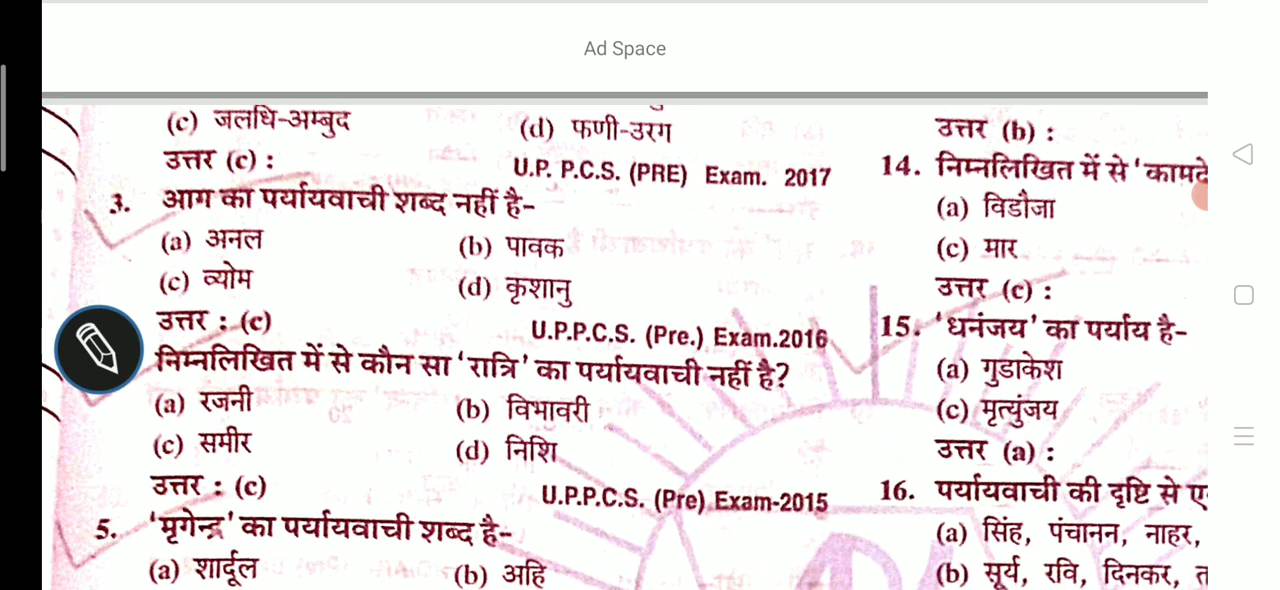 Ad Space
(c) जलधि-अम्बुद
(d) फणी-उरग
उत्तर (c) :
U.P. P.C.S. (PRE) Exam. 2017
3. आग का पर्यायवाची शब्द नहीं है-
(a) अनल
(b) पावक
(c) व्योम
(d) कृशानु
उत्तर : (c)
U.P.P.C.S. (Pre.) Exam.2016
निम्नलिखित में से कौन सा 'रात्रि' का पर्यायवाची नहीं है?
(a) रजनी
(b) विभावरी
(c) समीर
(d) निशि
उत्तर : (c)
U.P.P.C.S. (Pre) Exam-2015
5. 'मृगेन्द्र' का पर्यायवाची शब्द है-
(a) शार्दूल
(b) अहि
उत्तर (b) :
14. निम्नलिखित में से 'कामदे
(a) विडौजा
(c) मार
उत्तर (c) :
15. 'धनंजय' का पर्याय है-
(a) गुडाकेश
(c) मृत्युंजय
उत्तर (a) :
16. पर्यायवाची की दृष्टि से ए
(a) सिंह, पंचानन, नाहर,
(b) सूर्य, रवि, दिनकर, त